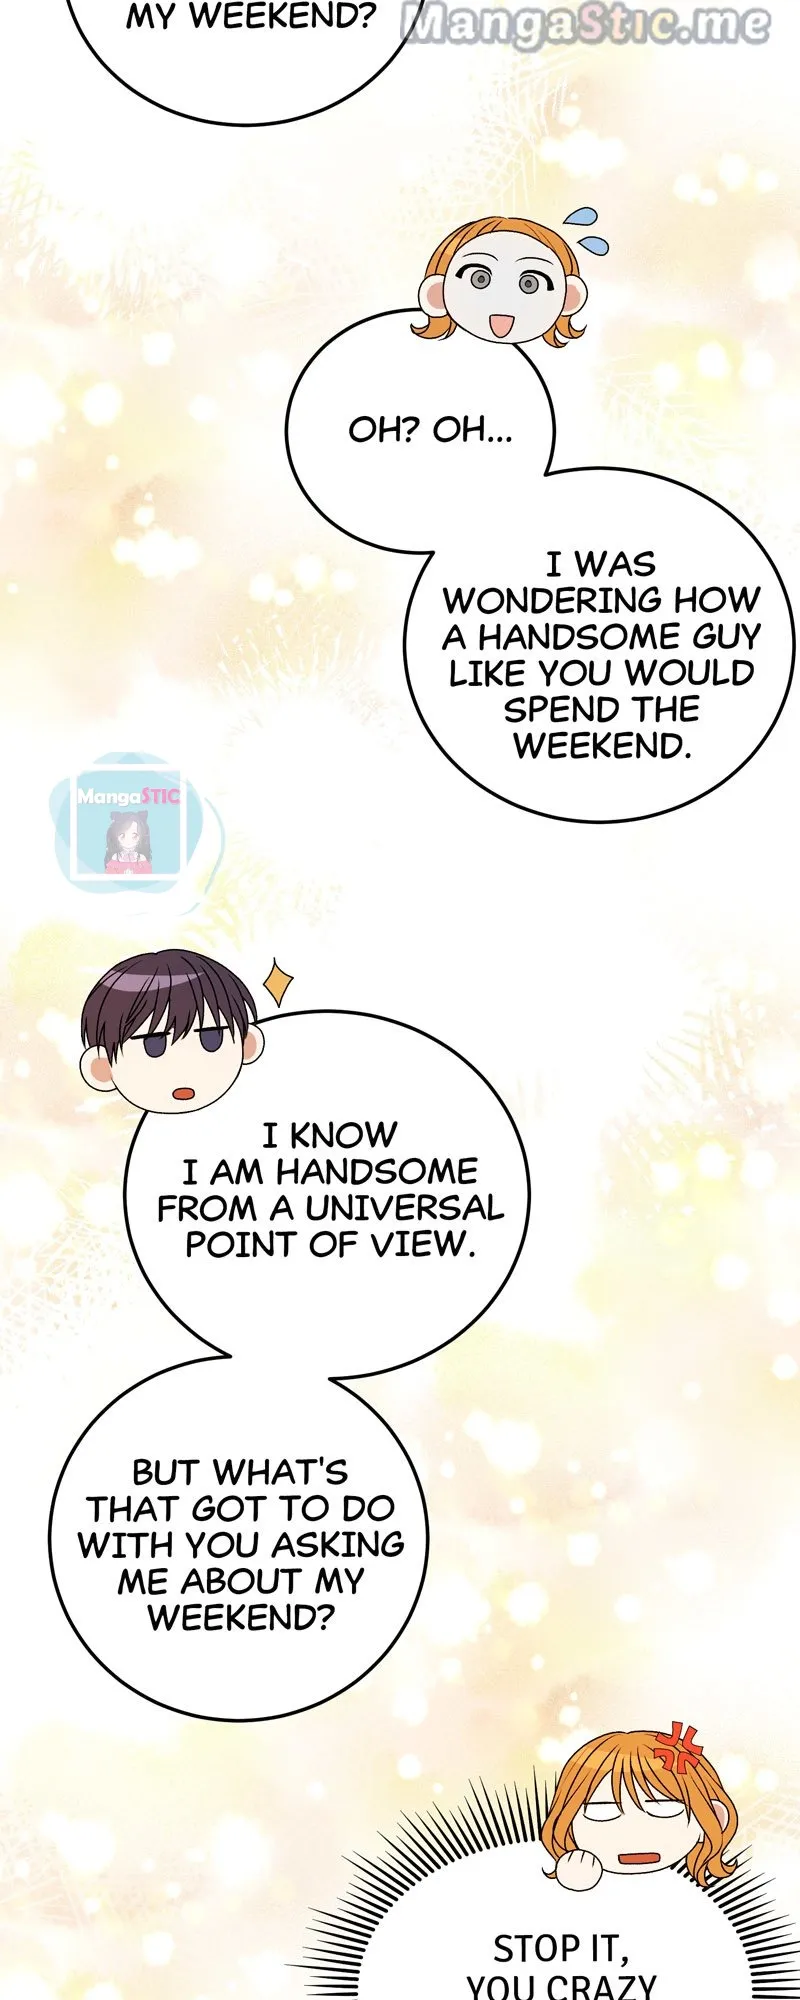 MY WEEKEND?
MangaStic.me
OH? OH...
I WAS
WONDERING HOW
A HANDSOME GUY
LIKE YOU WOULD
SPEND THE
WEEKEND.
MangaSTIC
I KNOW
I AM HANDSOME
FROM A UNIVERSAL
POINT OF VIEW.
BUT WHAT'S
THAT GOT TO DO
WITH YOU ASKING
ME ABOUT MY
WEEKEND?
STOP IT,
YOU CRAZY